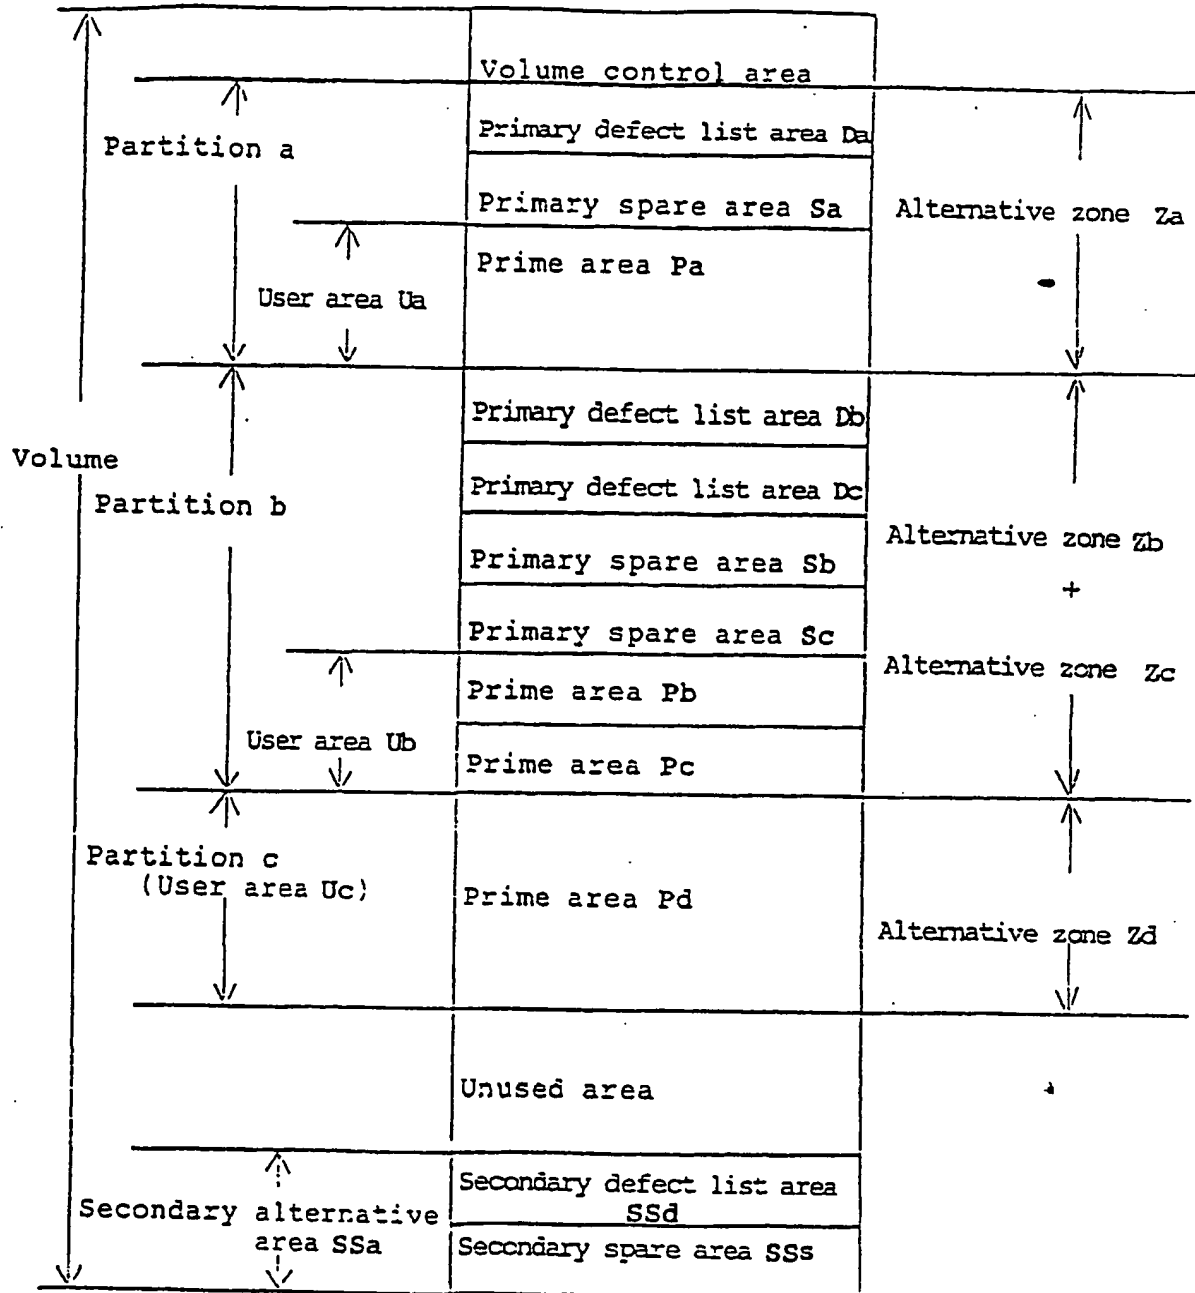 Volume control area
Primary defect list area Da
Partition a
Primary spare area Sa
Alternative zone Za
Prime area Pa
User area Ua
Primary defect list area Db
Volume
Primary defect list area Dc
Partition b
Alternative zone Zb
Primary spare area Sb
+
Primary spare area Sc
Alternative zone Zc
Prime area Pb
User area Ub
Prime area Pc
Partition c
(User area Uc)
Prime area Pd
Alternative zone Zd
Unused area
Secondary defect list area
SSd
Secondary alternative
area SSa
Secondary spare area SSs